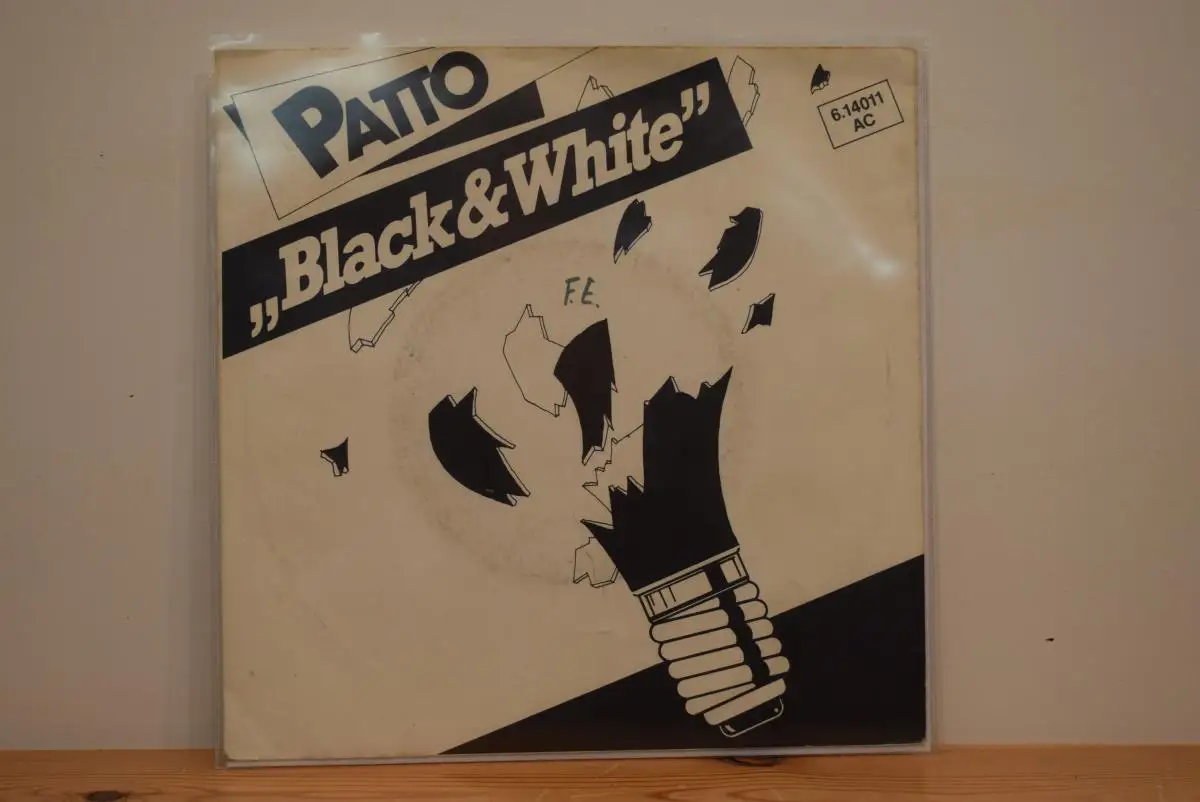 PATTO
„Black & White”
6.14011
AC
F.E.